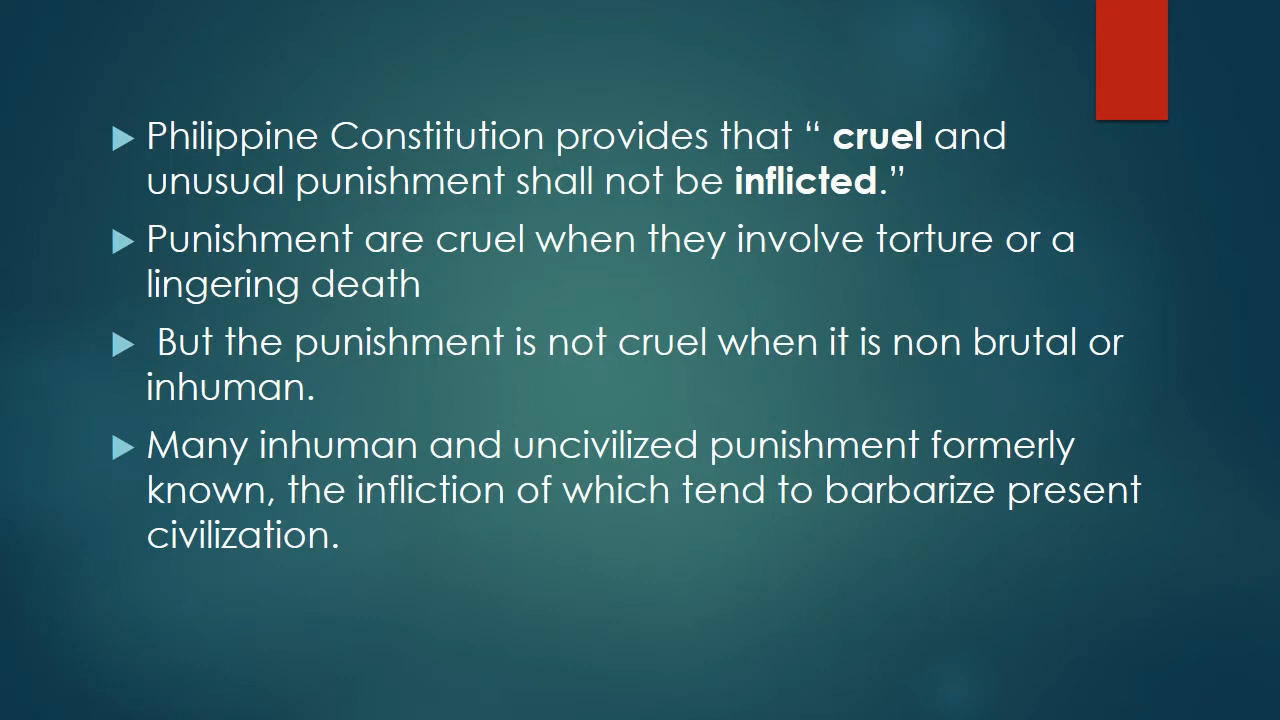 Philippine Constitution provides that “ cruel and
unusual punishment shall not be inflicted.”
Punishment are cruel when they involve torture or a
lingering death
But the punishment is not cruel when it is non brutal or
inhuman.
Many inhuman and uncivilized punishment formerly
known, the infliction of which tend to barbarize present
civilization.